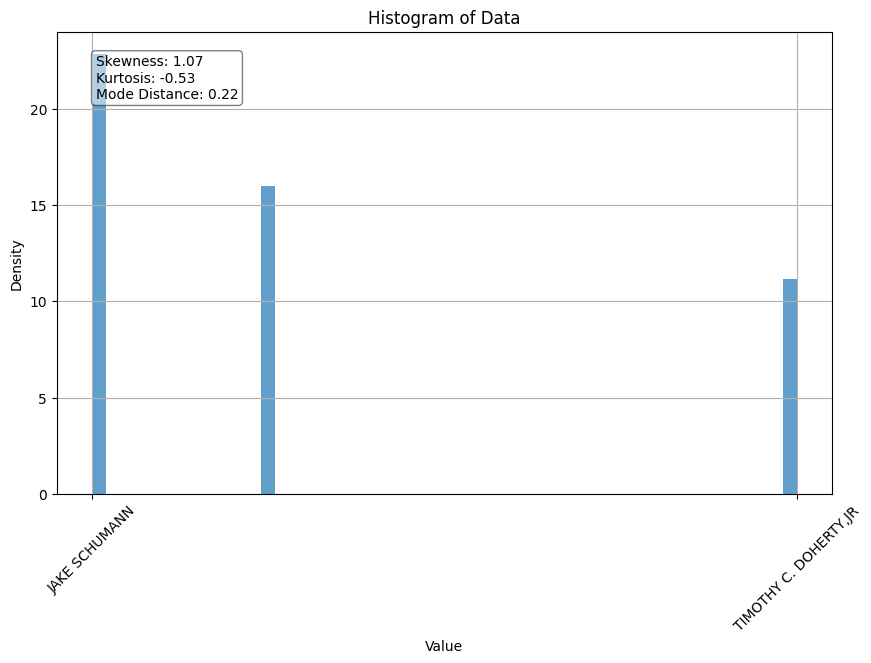 Histogram of Data
Skewness: 1.07
Kurtosis: -0.53
Mode Distance: 0.22
20
15
10
5
0
Density
JAKE SCHUMANN
TIMOTHY C. DOHERTY,JR
Value